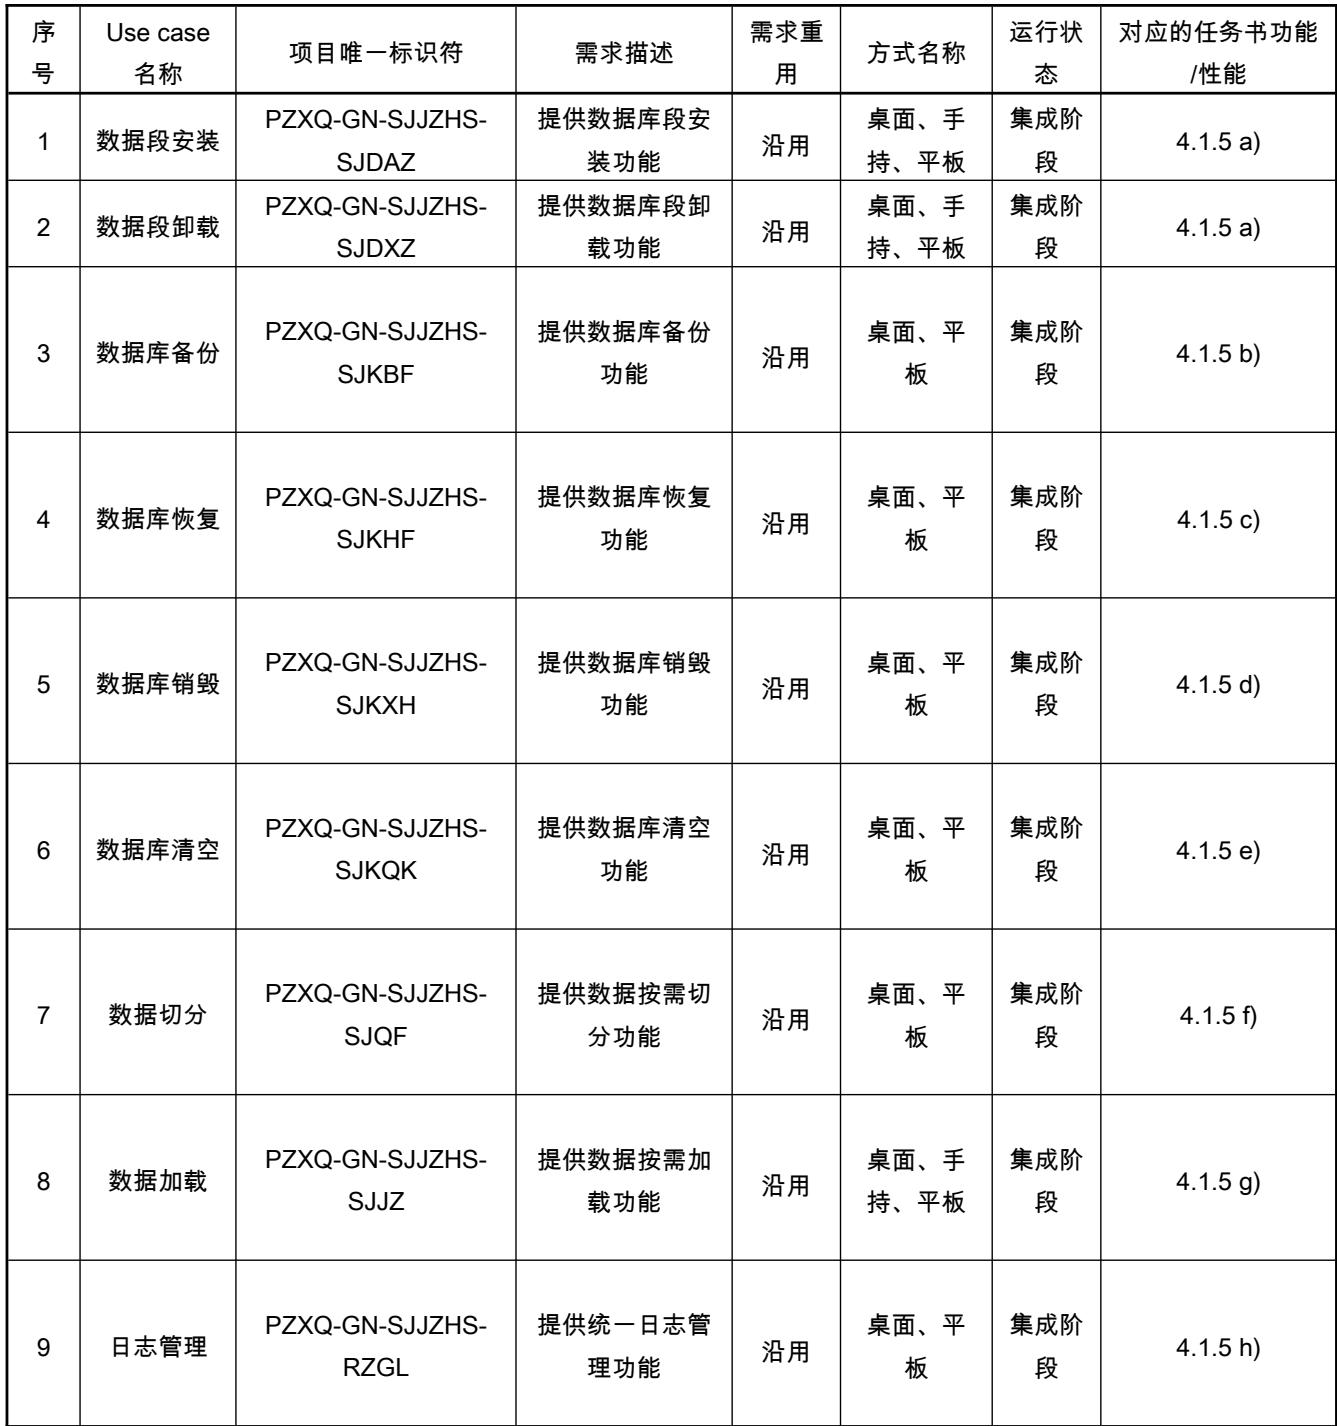 序号 Use case名称 项目唯一标识符 需求描述 需求重用 方式名称 运行状态 对应的任务书功能/性能
1 数据段安装 PZXQ-GN-SJJZHS-SJDAZ 提供数据库段安装功能 沿用 桌面、手持、平板 集成阶段 4.1.5 a)
2 数据段卸载 PZXQ-GN-SJJZHS-SJDXZ 提供数据库段卸载功能 沿用 桌面、手持、平板 集成阶段 4.1.5 a)
3 数据库备份 PZXQ-GN-SJJZHS-SJKBF 提供数据库备份功能 沿用 桌面、平板 集成阶段 4.1.5 b)
4 数据库恢复 PZXQ-GN-SJJZHS-SJKHF 提供数据库恢复功能 沿用 桌面、平板 集成阶段 4.1.5 c)
5 数据库销毁 PZXQ-GN-SJJZHS-SJKXH 提供数据库销毁功能 沿用 桌面、平板 集成阶段 4.1.5 d)
6 数据库清空 PZXQ-GN-SJJZHS-SJKQK 提供数据库清空功能 沿用 桌面、平板 集成阶段 4.1.5 e)
7 数据切分 PZXQ-GN-SJJZHS-SJQF 提供数据按需切分功能 沿用 桌面、平板 集成阶段 4.1.5 f)
8 数据加载 PZXQ-GN-SJJZHS-SJJZ 提供数据按需加载功能 沿用 桌面、手持、平板 集成阶段 4.1.5 g)
9 日志管理 PZXQ-GN-SJJZHS-RZGL 提供统一日志管理功能 沿用 桌面、平板 集成阶段 4.1.5 h)